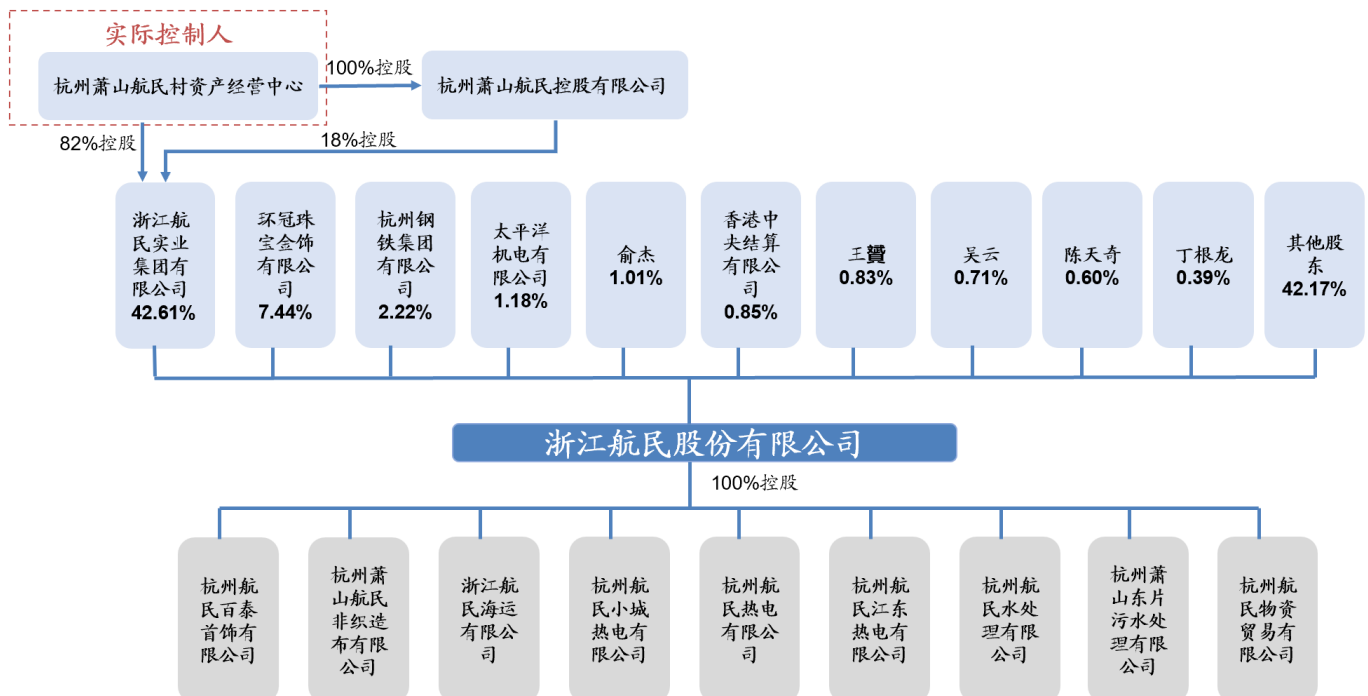 实际控制人
杭州萧山航民村资产经营中心
100%控股
杭州萧山航民控股有限公司
82%控股
18%控股
浙江航
民实业
集团有
限公司
42.61%
环冠珠
宝金饰
有限公
司
7.44%
杭州钢
铁集团
有限公
司
2.22%
太平洋
机电有
限公司
1.18%
俞杰
1.01%
香港中
央结算
有限公
司
0.85%
王贇
0.83%
吴云
0.71%
陈天奇
0.60%
丁根龙
0.39%
其他股
东
42.17%
浙江航民股份有限公司
100%控股
杭州航
民百泰
首饰有
限公司
杭州萧
山航民
非织造
布有限
公司
浙江航
民海运
有限公
司
杭州航
民小城
热电有
限公司
杭州航
民热电
有限公
司
杭州航
民江东
热电有
限公司
杭州航
民水处
理有限
公司
杭州萧
山东片
污水处
理有限
公司
杭州航
民物资
贸易有
限公司